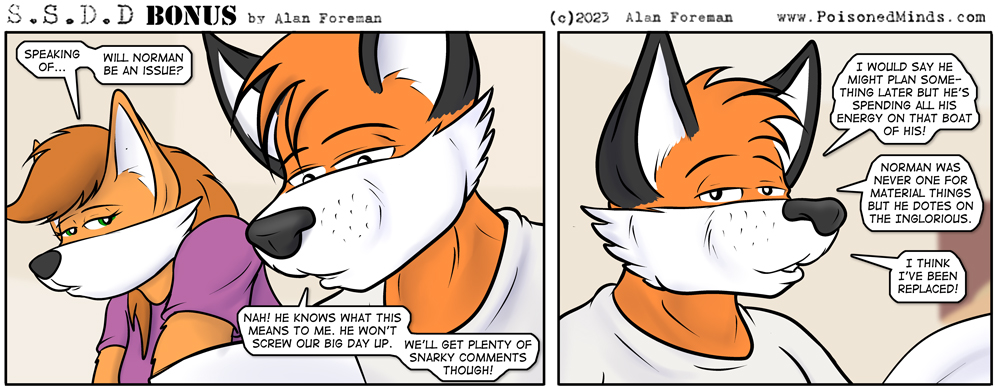 S.S.D.D BONUS by Alan Foreman
(c)2023 Alan Foreman www.PoisonedMinds.com
SPEAKING
OF...
WILL NORMAN
BE AN ISSUE?
NAH! HE KNOWS WHAT THIS
MEANS TO ME. HE WON'T
SCREW OUR BIG DAY UP.
WE'LL GET PLENTY OF
SNARKY COMMENTS
THOUGH!
I WOULD SAY HE
MIGHT PLAN SOME-
THING LATER BUT HE'S
SPENDING ALL HIS
ENERGY ON THAT BOAT
OF HIS!
NORMAN WAS
NEVER ONE FOR
MATERIAL THINGS
BUT HE DOTES ON
THE INGLORIOUS.
I THINK
I'VE BEEN
REPLACED!